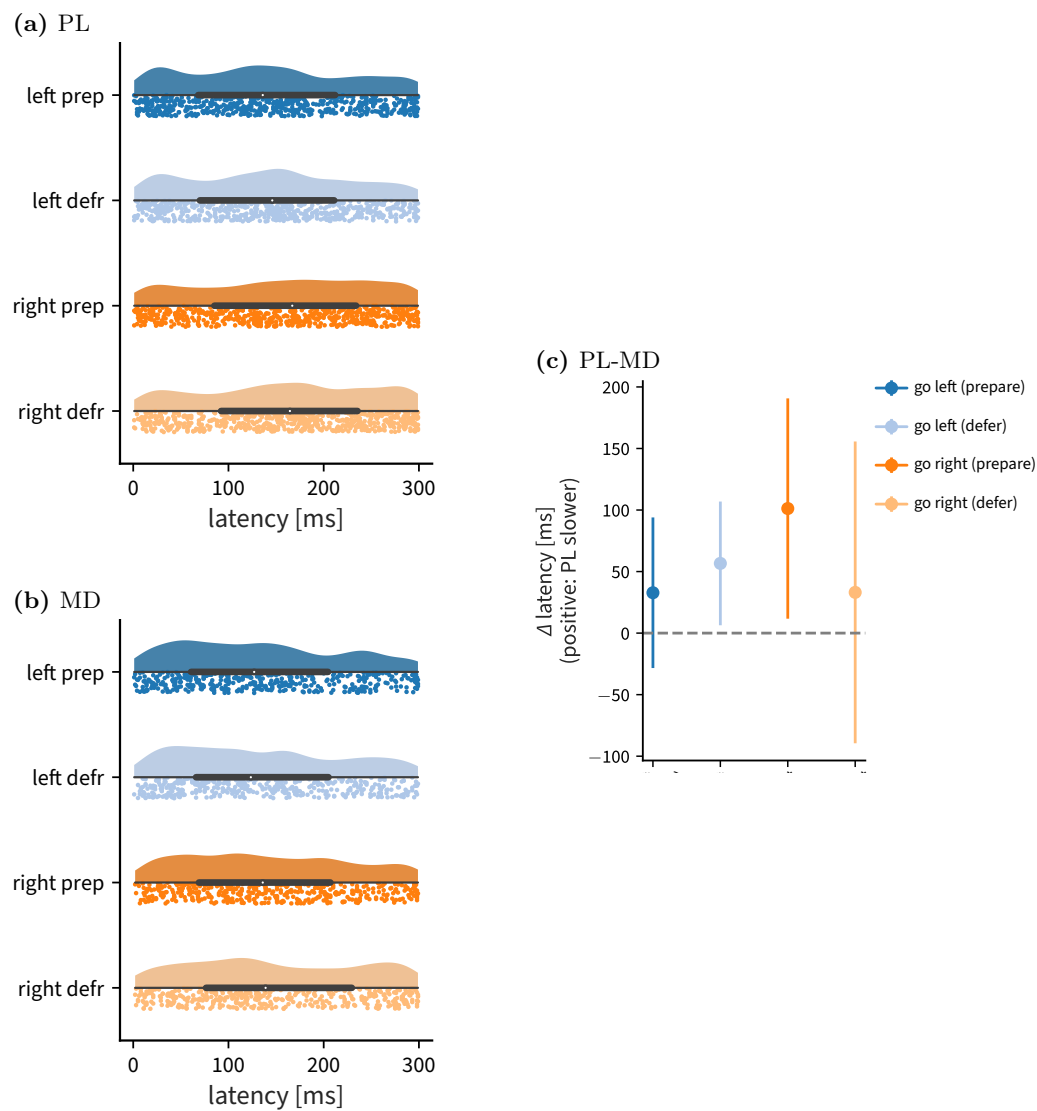 (a) PL
left prep
left defr
right prep
right defr
0 100 200 300
latency [ms]
(b) MD
left prep
left defr
right prep
right defr
0 100 200 300
latency [ms]
(c) PL-MD
200
150
100
50
0
−50
−100
Δ latency [ms]
(positive: PL slower)
go left (prepare)
go left (defer)
go right (prepare)
go right (defer)